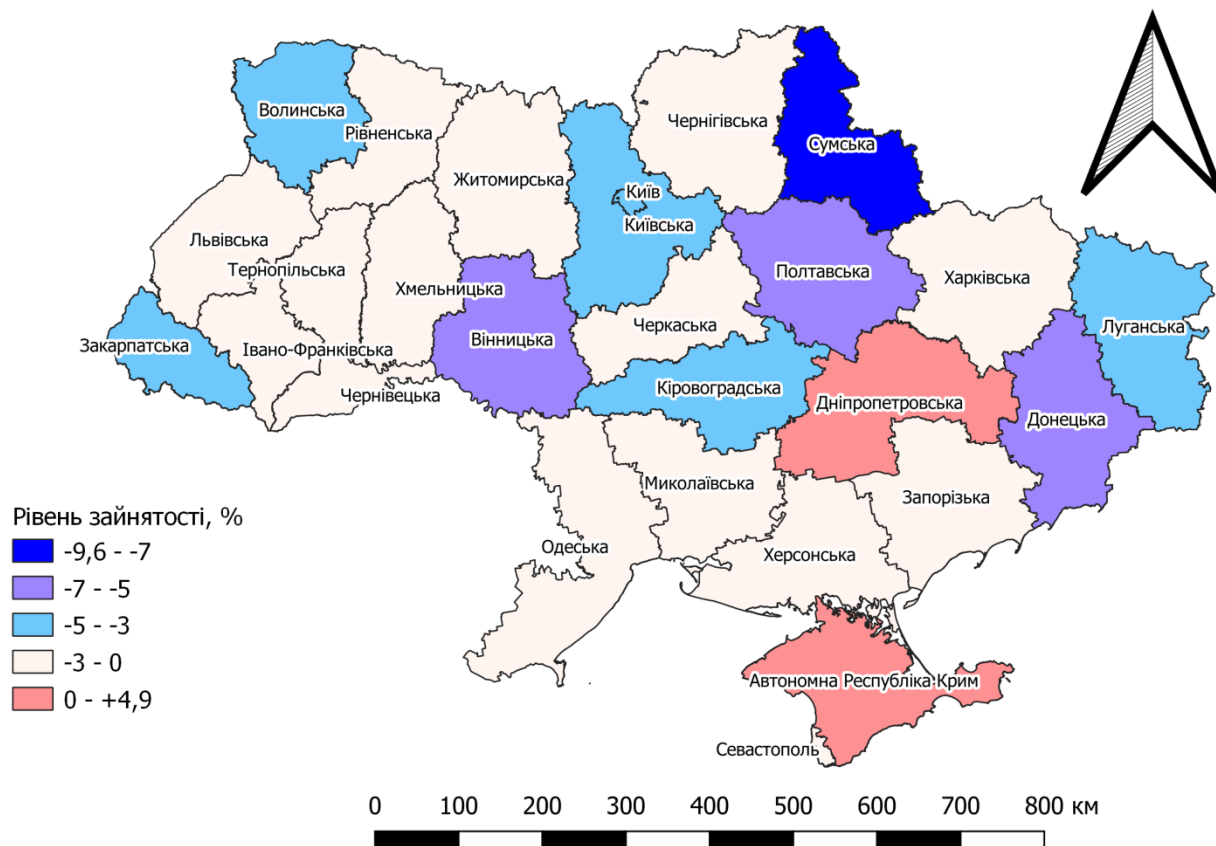 Волинська
Рівненська
Житомирська
Чернігівська
Сумська
Київ
Київська
Львівська
Тернопільська
Хмельницька
Вінницька
Черкаська
Полтавська
Харківська
Луганська
Закарпатська
Івано-Франківська
Чернівецька
Кіровоградська
Дніпропетровська
Донецька
Миколаївська
Запорізька
Одеська
Херсонська
Автономна Республіка Крим
Севастополь
Рівень зайнятості, %
-9,6 - -7
-7 - -5
-5 - -3
-3 - 0
0 - +4,9
0 100 200 300 400 500 600 700 800 км